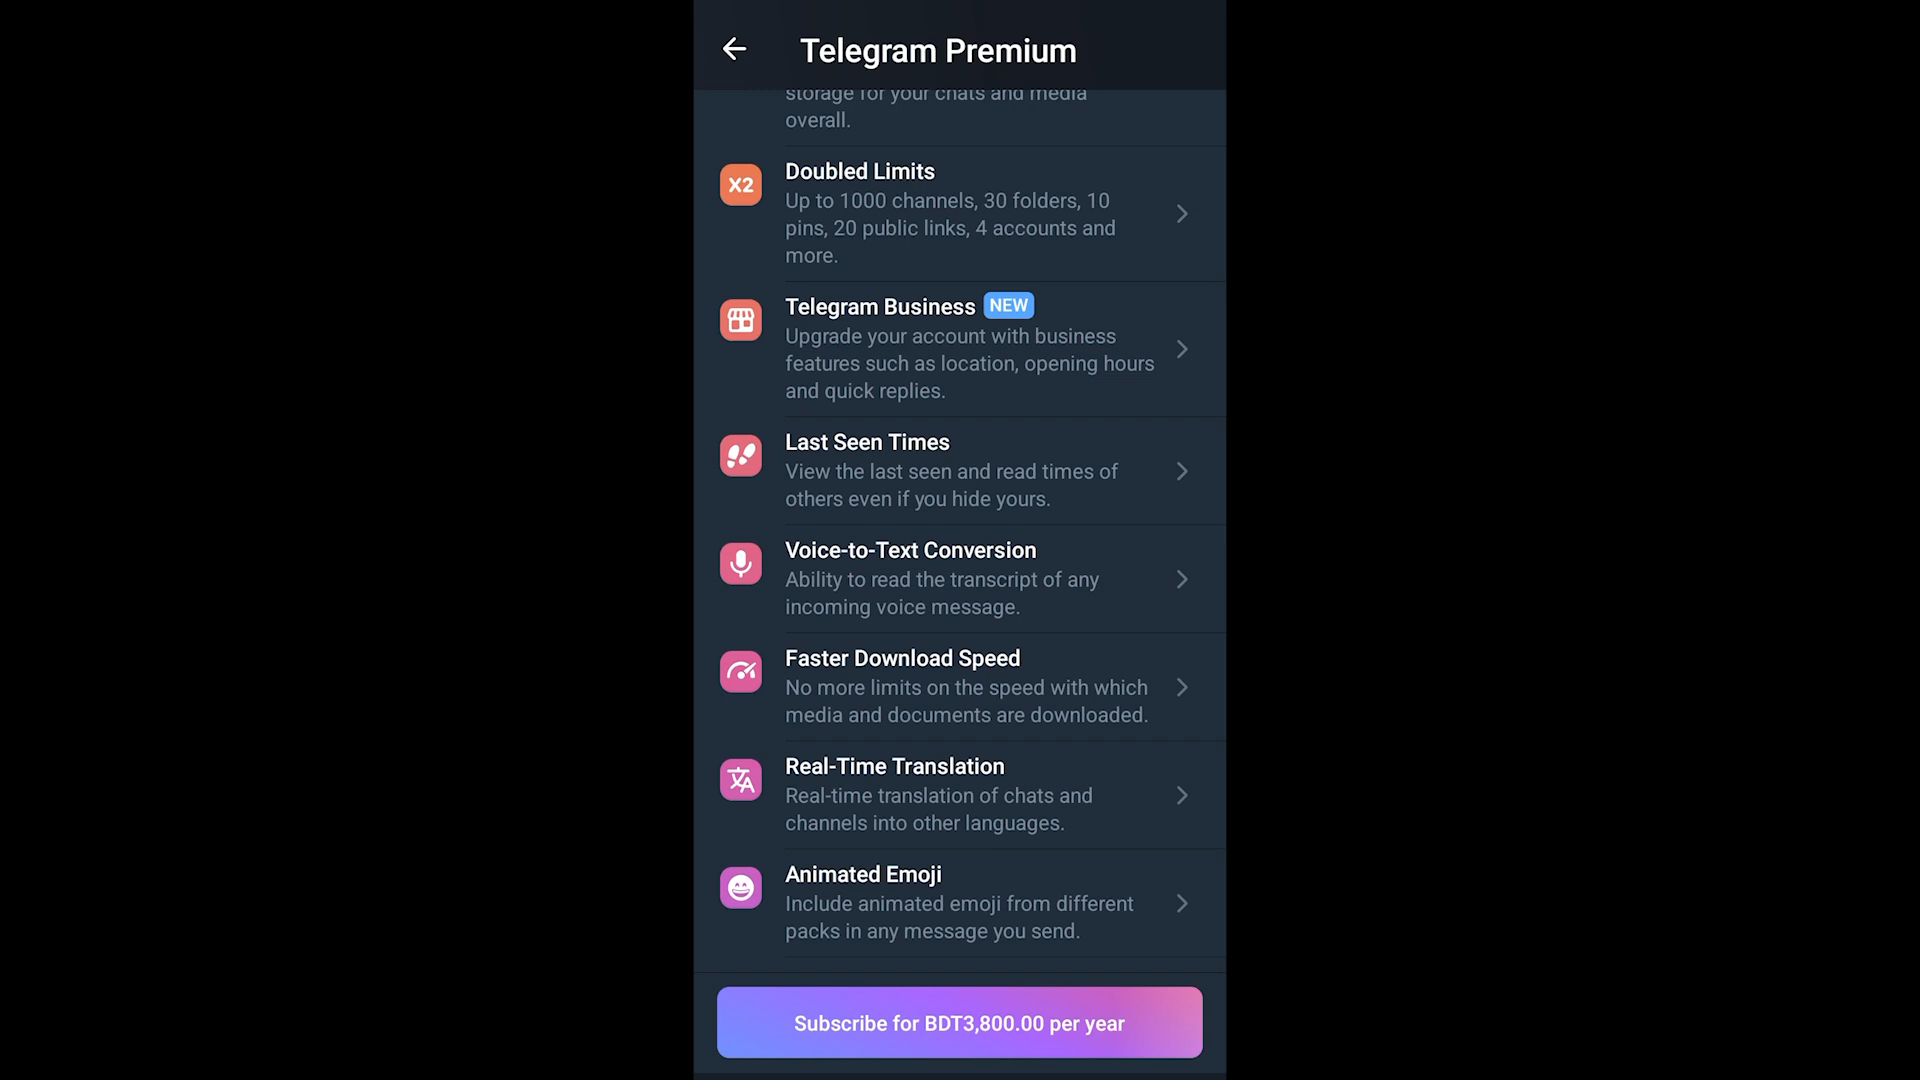 Telegram Premium
storage for your chats and media
overall.
X2
Doubled Limits
Up to 1000 channels, 30 folders, 10
pins, 20 public links, 4 accounts and
more.
Telegram Business NEW
Upgrade your account with business
features such as location, opening hours
and quick replies.
Last Seen Times
View the last seen and read times of
others even if you hide yours.
Voice-to-Text Conversion
Ability to read the transcript of any
incoming voice message.
Faster Download Speed
No more limits on the speed with which
media and documents are downloaded.
Real-Time Translation
Real-time translation of chats and
channels into other languages.
Animated Emoji
Include animated emoji from different
packs in any message you send.
Subscribe for BDT3,800.00 per year